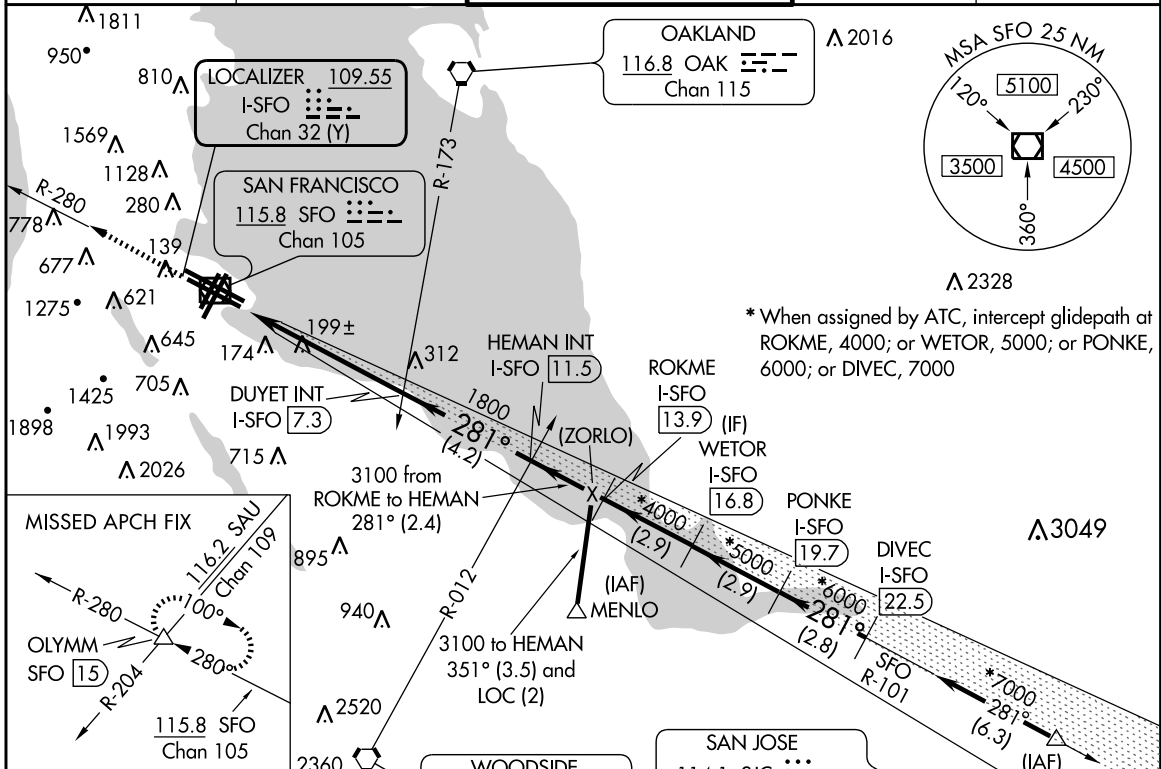 1811
950
810
LOCALIZER 109.55
I-SFO
Chan 32 (Y)
OAKLAND
116.8 OAK
Chan 115
2016
MSA SFO 25 NM
5100
120°
230°
3500
4500
360°
1569
1128
280
R-280
778
677
139
SAN FRANCISCO
115.8 SFO
Chan 105
R-173
2328
1275
621
645
174
199±
312
* When assigned by ATC, intercept glidepath at
ROKME, 4000; or WETOR, 5000; or PONKE,
6000; or DIVEC, 7000
HEMAN INT
I-SFO 11.5
ROKME
I-SFO
13.9 (IF)
1425
705
1898
1993
2026
715
DUYET INT
I-SFO 7.3
1800
281°
(4.2)
(ZORLO)
WETOR
I-SFO
16.8
3100 from
ROKME to HEMAN
281° (2.4)
*4000
(2.9)
PONKE
I-SFO
19.7
*5000
(2.9)
DIVEC
I-SFO
22.5
3049
*6000
281°
(2.8)
MISSED APCH FIX
116.2 SAU
Chan 109
R-280
100°
OLYMM
SFO 15
280°
R-204
115.8 SFO
Chan 105
895
940
2520
2360
R-012
(IAF)
MENLO
3100 to HEMAN
351° (3.5) and
LOC (2)
SFO
R-101
*7000
281°
(6.3)
(IAF)
WOODSIDE
SAN JOSE